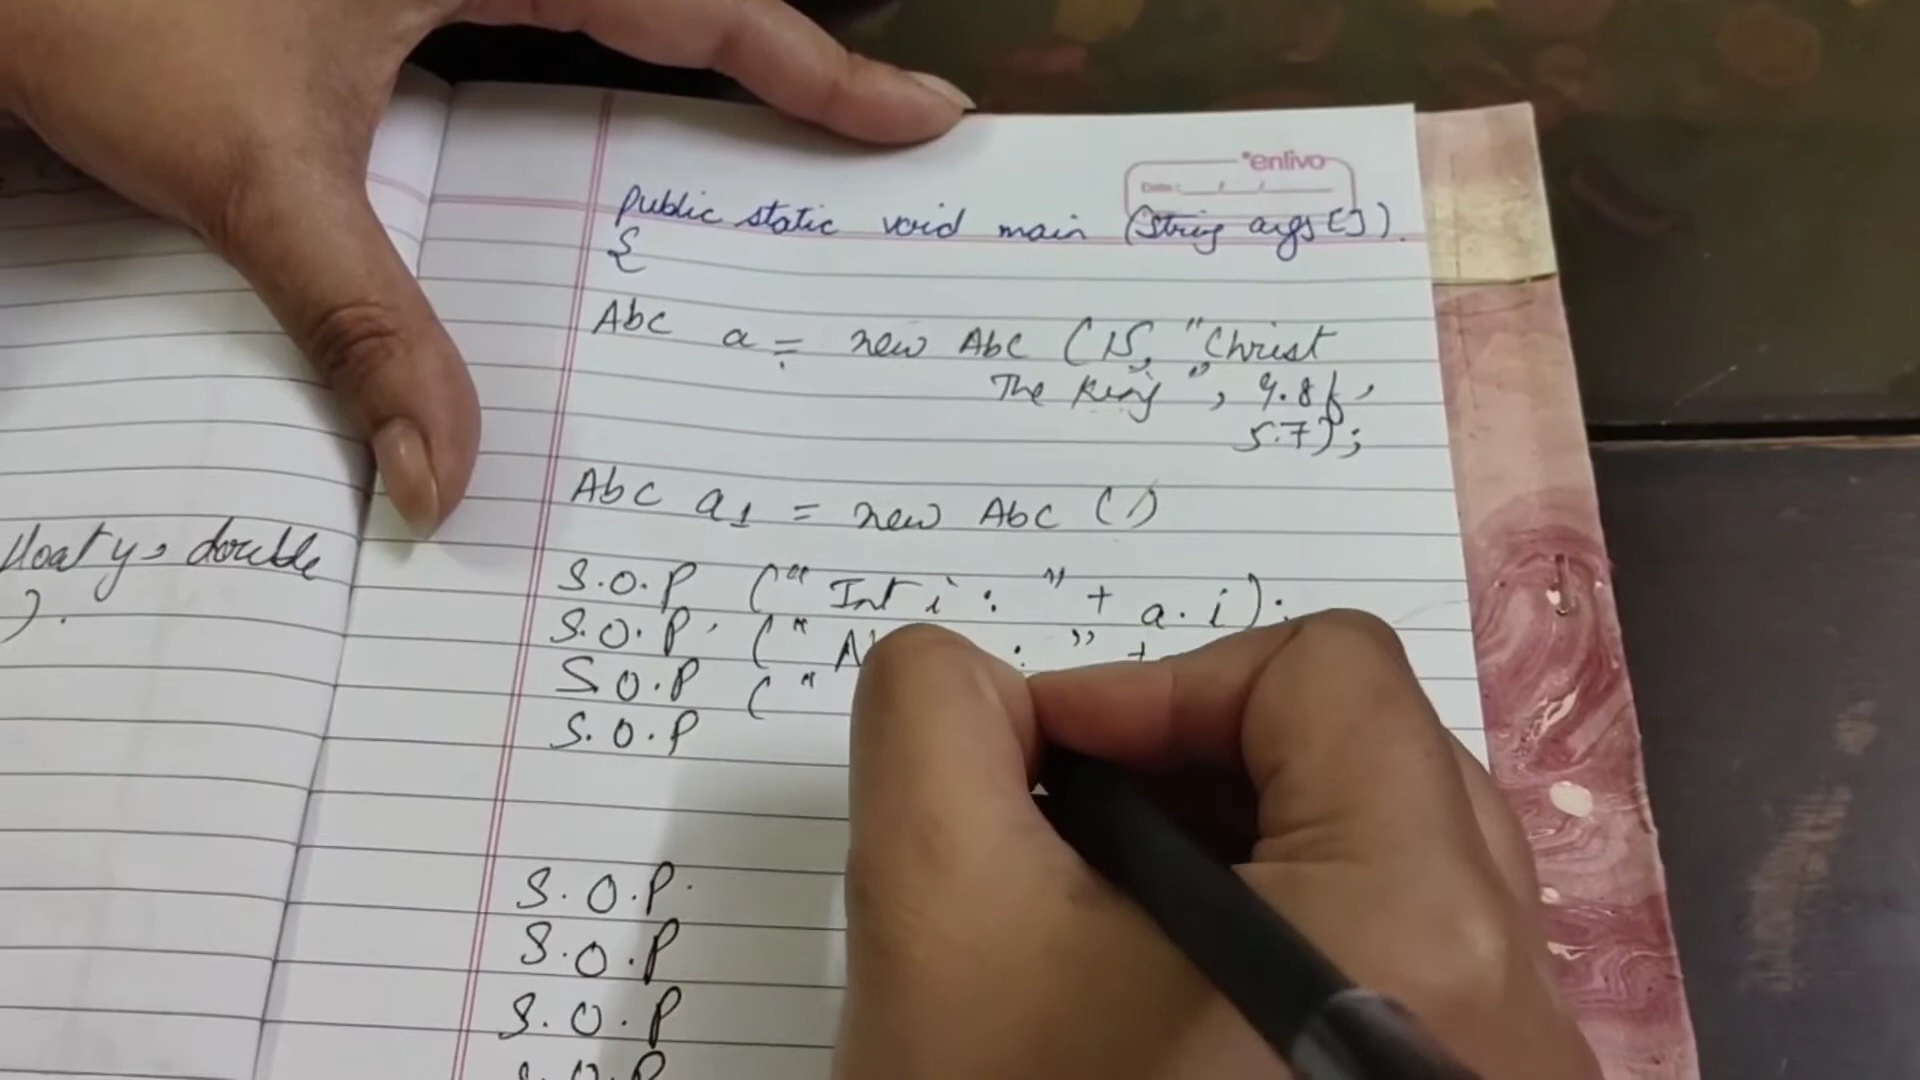 enlivo
Date: / /
Public static void main (String args[]).
{
Abc a = new Abc (15, "Christ
The King", 9.8f,
5.7);
Abc a1 = new Abc ()
S.O.P (" Int i : " + a.i);
S.O.P. (" : " +
S.O.P ("
S.O.P
S.O.P.
S.O.P
S.O.P
S.O.P
float y, double
).